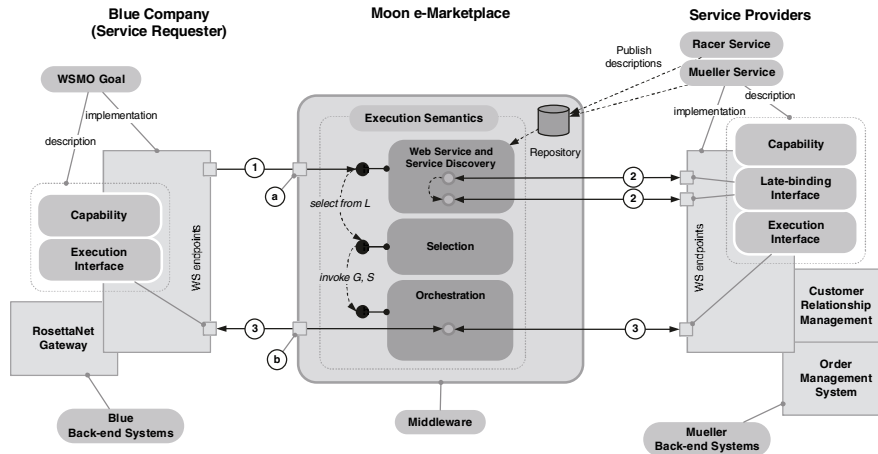 Blue Company
(Service Requester)
Moon e-Marketplace
Service Providers
WSMO Goal
implementation
description
Capability
Execution
Interface
WS endpoints
RosettaNet
Gateway
Blue
Back-end Systems
1
a
3
b
Execution Semantics
Repository
Web Service and
Service Discovery
select from L
Selection
invoke G, S
Orchestration
Middleware
Publish
descriptions
Racer Service
Mueller Service
implementation
description
2
2
3
Capability
Late-binding
Interface
Execution
Interface
WS endpoints
Customer
Relationship
Management
Order
Management
System
Mueller
Back-end Systems